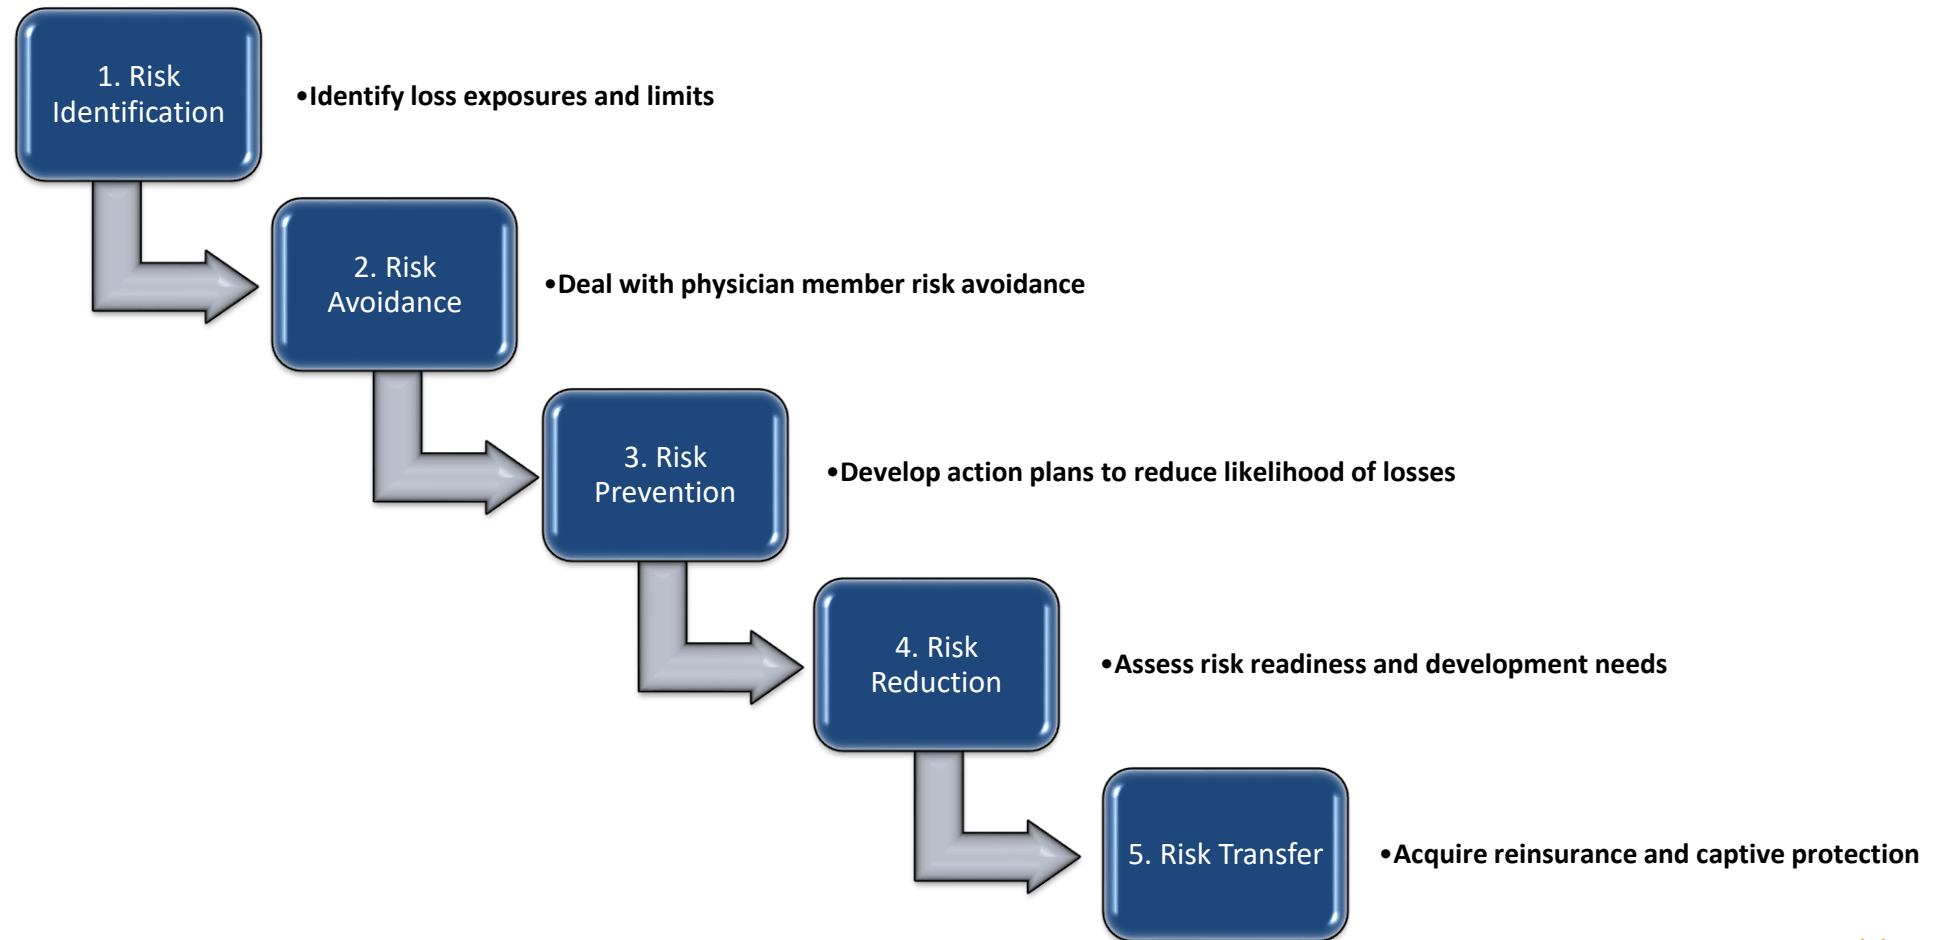 1. Risk
Identification
•Identify loss exposures and limits
2. Risk
Avoidance
•Deal with physician member risk avoidance
3. Risk
Prevention
•Develop action plans to reduce likelihood of losses
4. Risk
Reduction
•Assess risk readiness and development needs
5. Risk Transfer
•Acquire reinsurance and captive protection